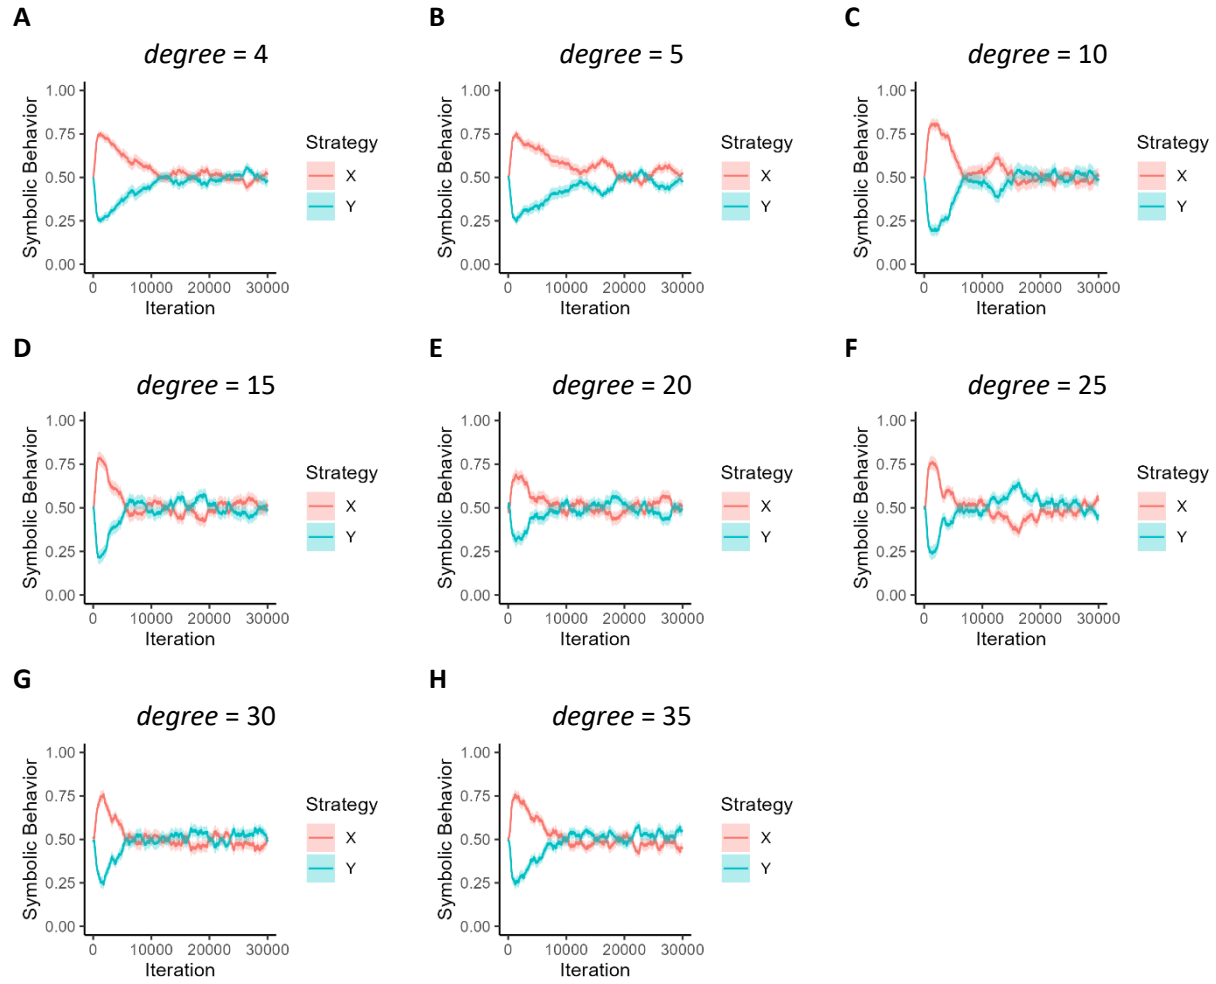 A
degree = 4
1.00
0.75
0.50
0.25
0.00
Symbolic Behavior
0 10000 20000 30000
Iteration
Strategy
X
Y
B
degree = 5
1.00
0.75
0.50
0.25
0.00
Symbolic Behavior
0 10000 20000 30000
Iteration
Strategy
X
Y
C
degree = 10
1.00
0.75
0.50
0.25
0.00
Symbolic Behavior
0 10000 20000 30000
Iteration
Strategy
X
Y
D
degree = 15
1.00
0.75
0.50
0.25
0.00
Symbolic Behavior
0 10000 20000 30000
Iteration
Strategy
X
Y
E
degree = 20
1.00
0.75
0.50
0.25
0.00
Symbolic Behavior
0 10000 20000 30000
Iteration
Strategy
X
Y
F
degree = 25
1.00
0.75
0.50
0.25
0.00
Symbolic Behavior
0 10000 20000 30000
Iteration
Strategy
X
Y
G
degree = 30
1.00
0.75
0.50
0.25
0.00
Symbolic Behavior
0 10000 20000 30000
Iteration
Strategy
X
Y
H
degree = 35
1.00
0.75
0.50
0.25
0.00
Symbolic Behavior
0 10000 20000 30000
Iteration
Strategy
X
Y